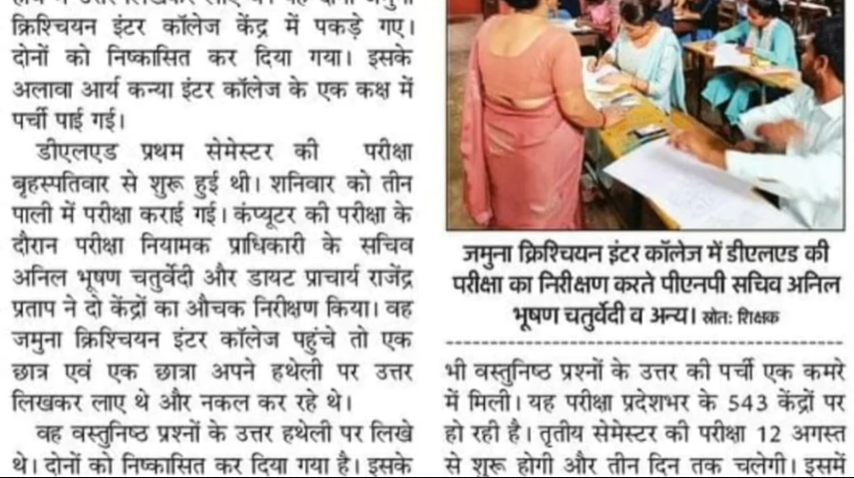 क्रिश्चियन इंटर कॉलेज केंद्र में पकड़े गए।
दोनों को निष्कासित कर दिया गया। इसके
अलावा आर्य कन्या इंटर कॉलेज के एक कक्ष में
पर्ची पाई गई।
डीएलएड प्रथम सेमेस्टर की परीक्षा
बृहस्पतिवार से शुरू हुई थी। शनिवार को तीन
पाली में परीक्षा कराई गई। कंप्यूटर की परीक्षा के
दौरान परीक्षा नियामक प्राधिकारी के सचिव
अनिल भूषण चतुर्वेदी और डायट प्राचार्य राजेंद्र
प्रताप ने दो केंद्रों का औचक निरीक्षण किया। वह
जमुना क्रिश्चियन इंटर कॉलेज पहुंचे तो एक
छात्र एवं एक छात्रा अपने हथेली पर उत्तर
लिखकर लाए थे और नकल कर रहे थे।
वह वस्तुनिष्ठ प्रश्नों के उत्तर हथेली पर लिखे
थे। दोनों को निष्कासित कर दिया गया है। इसके
जमुना क्रिश्चियन इंटर कॉलेज में डीएलएड की
परीक्षा का निरीक्षण करते पीएनपी सचिव अनिल
भूषण चतुर्वेदी व अन्य। स्रोत: शिक्षक
भी वस्तुनिष्ठ प्रश्नों के उत्तर की पर्ची एक कमरे
में मिली। यह परीक्षा प्रदेशभर के 543 केंद्रों पर
हो रही है। तृतीय सेमेस्टर की परीक्षा 12 अगस्त
से शुरू होगी और तीन दिन तक चलेगी। इसमें